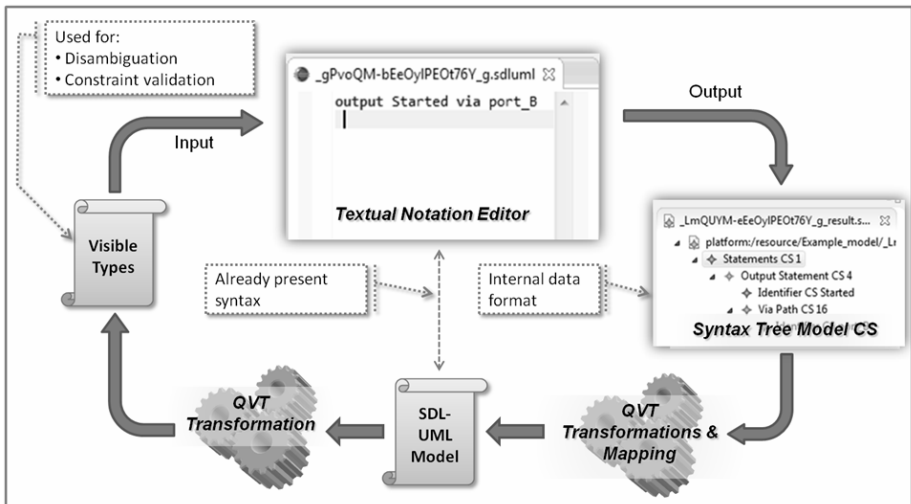 Used for:
• Disambiguation
• Constraint validation
_gPvoQM-bEeOylPEOt76Y_g.sdluml
output Started via port_B
Textual Notation Editor
Input
Output
Visible
Types
Already present
syntax
Internal data
format
_LmQUYM-eEeOylPEOt76Y_g_result.s...
platform:/resource/Example_model/_Lr
Statements CS 1
Output Statement CS 4
Identifier CS Started
Via Path CS 16
Syntax Tree Model CS
QVT
Transformation
SDL-
UML
Model
QVT
Transformations &
Mapping